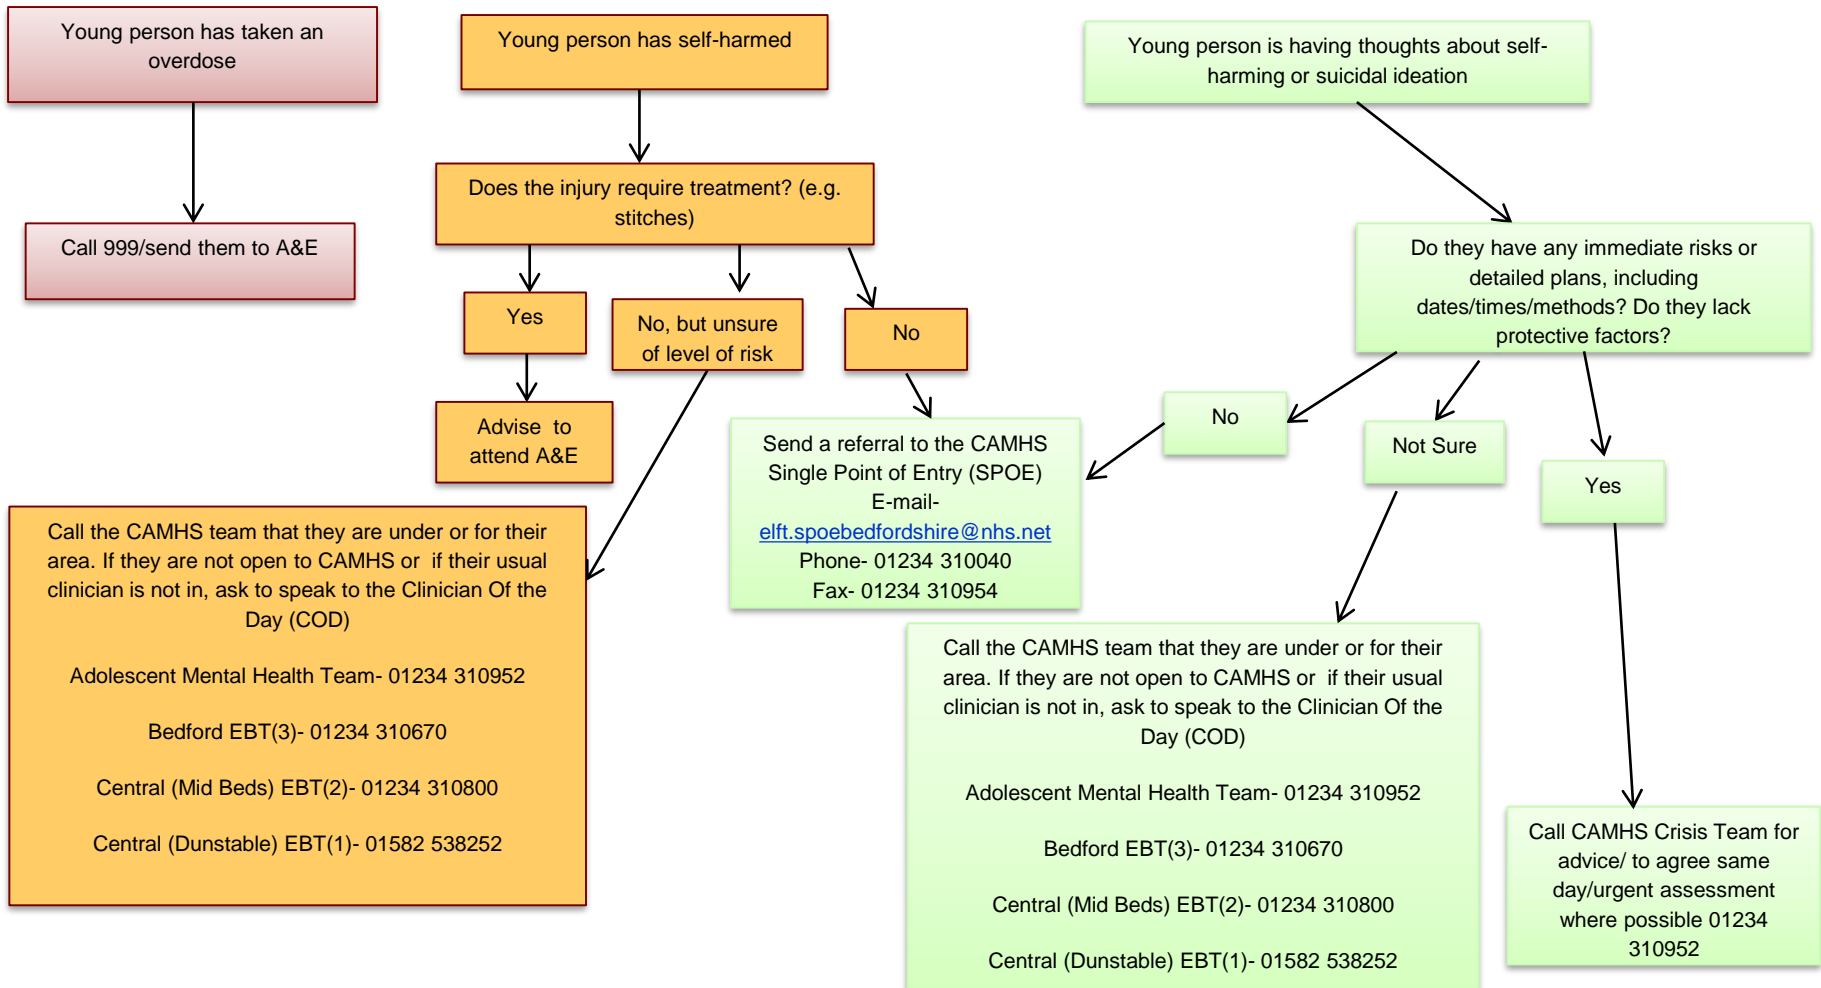 Young person has taken an
overdose
Call 999/send them to A&E
Young person has self-harmed
Does the injury require treatment? (e.g.
stitches)
Yes
Advise  to
attend A&E
No, but unsure
of level of risk
No
Call the CAMHS team that they are under or for their
area. If they are not open to CAMHS or  if their usual
clinician is not in, ask to speak to the Clinician Of the
Day (COD)
Adolescent Mental Health Team- 01234 310952
Bedford EBT(3)- 01234 310670
Central (Mid Beds) EBT(2)- 01234 310800
Central (Dunstable) EBT(1)- 01582 538252
Send a referral to the CAMHS
Single Point of Entry (SPOE)
E-mail-
elft.spoebedfordshire@nhs.net
Phone- 01234 310040
Fax- 01234 310954
Young person is having thoughts about self-
harming or suicidal ideation
Do they have any immediate risks or
detailed plans, including
dates/times/methods? Do they lack
protective factors?
No
Not Sure
Yes
Call the CAMHS team that they are under or for their
area. If they are not open to CAMHS or  if their usual
clinician is not in, ask to speak to the Clinician Of the
Day (COD)
Adolescent Mental Health Team- 01234 310952
Bedford EBT(3)- 01234 310670
Central (Mid Beds) EBT(2)- 01234 310800
Central (Dunstable) EBT(1)- 01582 538252
Call CAMHS Crisis Team for
advice/ to agree same
day/urgent assessment
where possible 01234
310952